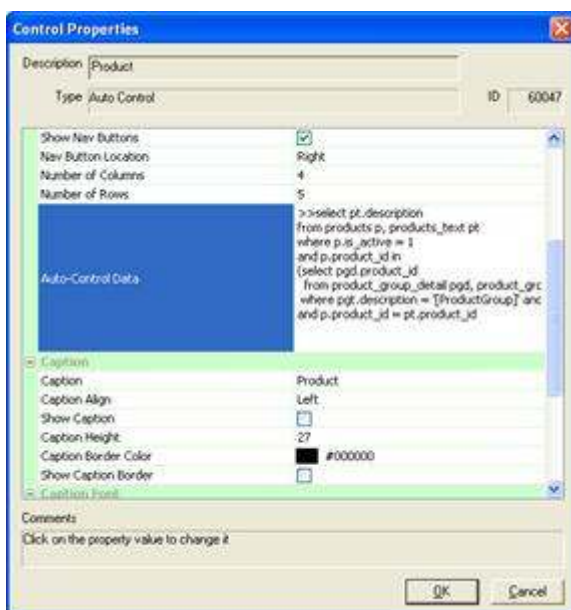 Control Properties
Description Product
Type Auto Control ID 60047
Show Nav Buttons
Nav Button Location Right
Number of Columns 4
Number of Rows 5
Auto-Control Data
>>select pt.description
from products p, products_text pt
where p.is_active = 1
and p.product_id in
(select pgd.product_id
from product_group_detail pgd, product_grc
where pgt.description = '[ProductGroup]' and
and p.product_id = pt.product_id
Caption
Caption Product
Caption Align Left
Show Caption
Caption Height 27
Caption Border Color #000000
Show Caption Border
Caption Font
Comments
Click on the property value to change it
OK Cancel